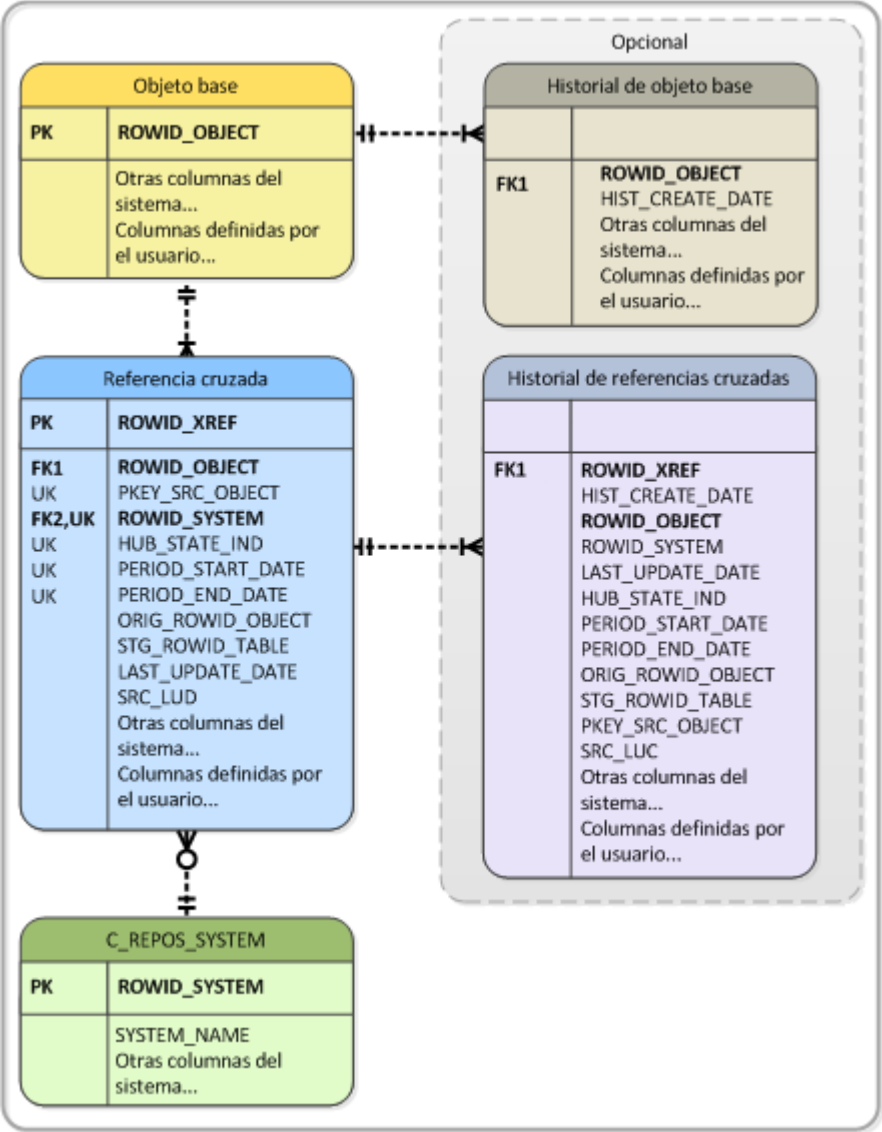 Opcional
Objeto base
PK ROWID_OBJECT
Otras columnas del
sistema...
Columnas definidas por
el usuario...
Historial de objeto base
FK1 ROWID_OBJECT
HIST_CREATE_DATE
Otras columnas del
sistema...
Columnas definidas por
el usuario...
Referencia cruzada
PK ROWID_XREF
FK1 ROWID_OBJECT
UK PKEY_SRC_OBJECT
FK2,UK ROWID_SYSTEM
UK HUB_STATE_IND
UK PERIOD_START_DATE
UK PERIOD_END_DATE
ORIG_ROWID_OBJECT
STG_ROWID_TABLE
LAST_UPDATE_DATE
SRC_LUD
Otras columnas del
sistema...
Columnas definidas por
el usuario...
Historial de referencias cruzadas
FK1 ROWID_XREF
HIST_CREATE_DATE
ROWID_OBJECT
ROWID_SYSTEM
LAST_UPDATE_DATE
HUB_STATE_IND
PERIOD_START_DATE
PERIOD_END_DATE
ORIG_ROWID_OBJECT
STG_ROWID_TABLE
PKEY_SRC_OBJECT
SRC_LUC
Otras columnas del
sistema...
Columnas definidas por
el usuario...
C_REPOS_SYSTEM
PK ROWID_SYSTEM
SYSTEM_NAME
Otras columnas del
sistema...